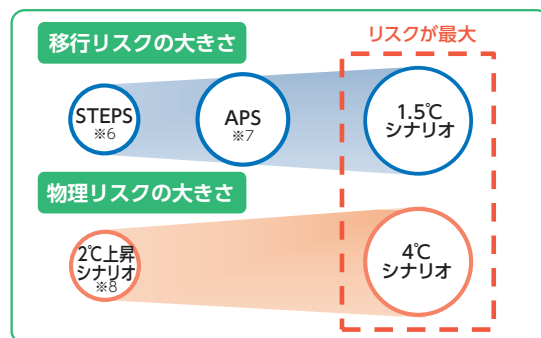 移行リスクの大きさ
リスクが最大
STEPS
※6
APS
※7
1.5℃
シナリオ
物理リスクの大きさ
2℃上昇
シナリオ
※8
4℃
シナリオ